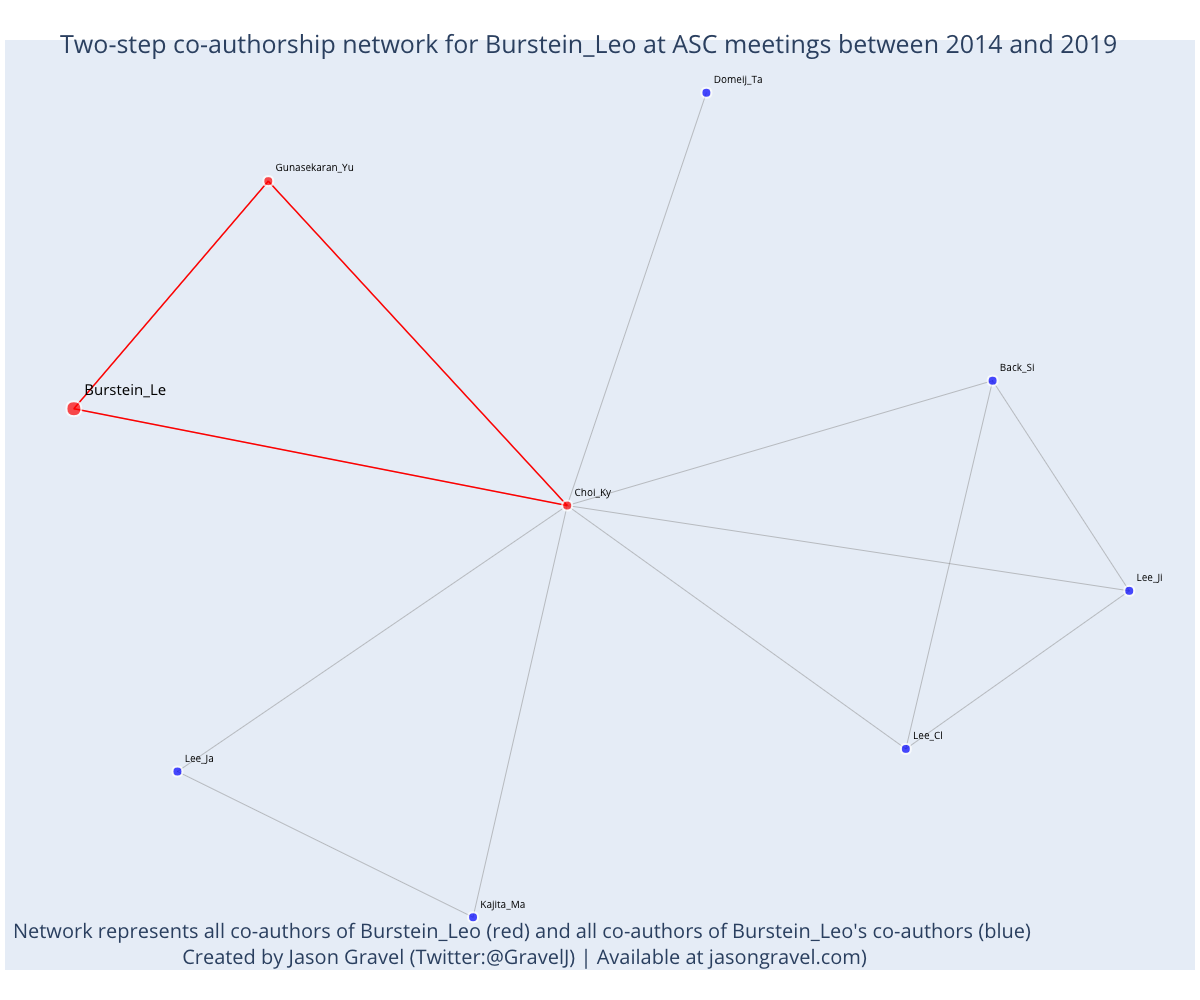 Two-step co-authorship network for Burstein_Leo at ASC meetings between 2014 and 2019
Domeij_Ta
Gunasekaran_Yu
Back_Si
Burstein_Le
Choi_Ky
Lee_Ji
Lee_Cl
Lee_Ja
Kajita_Ma
Network represents all co-authors of Burstein_Leo (red) and all co-authors of Burstein_Leo's co-authors (blue)
Created by Jason Gravel (Twitter:@GravelJ) | Available at jasongravel.com)